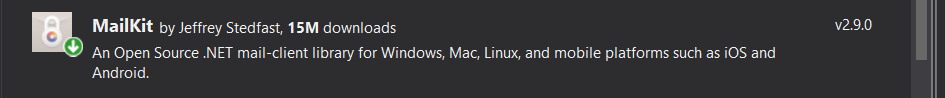 MailKit by Jeffrey Stedfast, 15M downloads v2.9.0
An Open Source .NET mail-client library for Windows, Mac, Linux, and mobile platforms such as iOS and
Android.